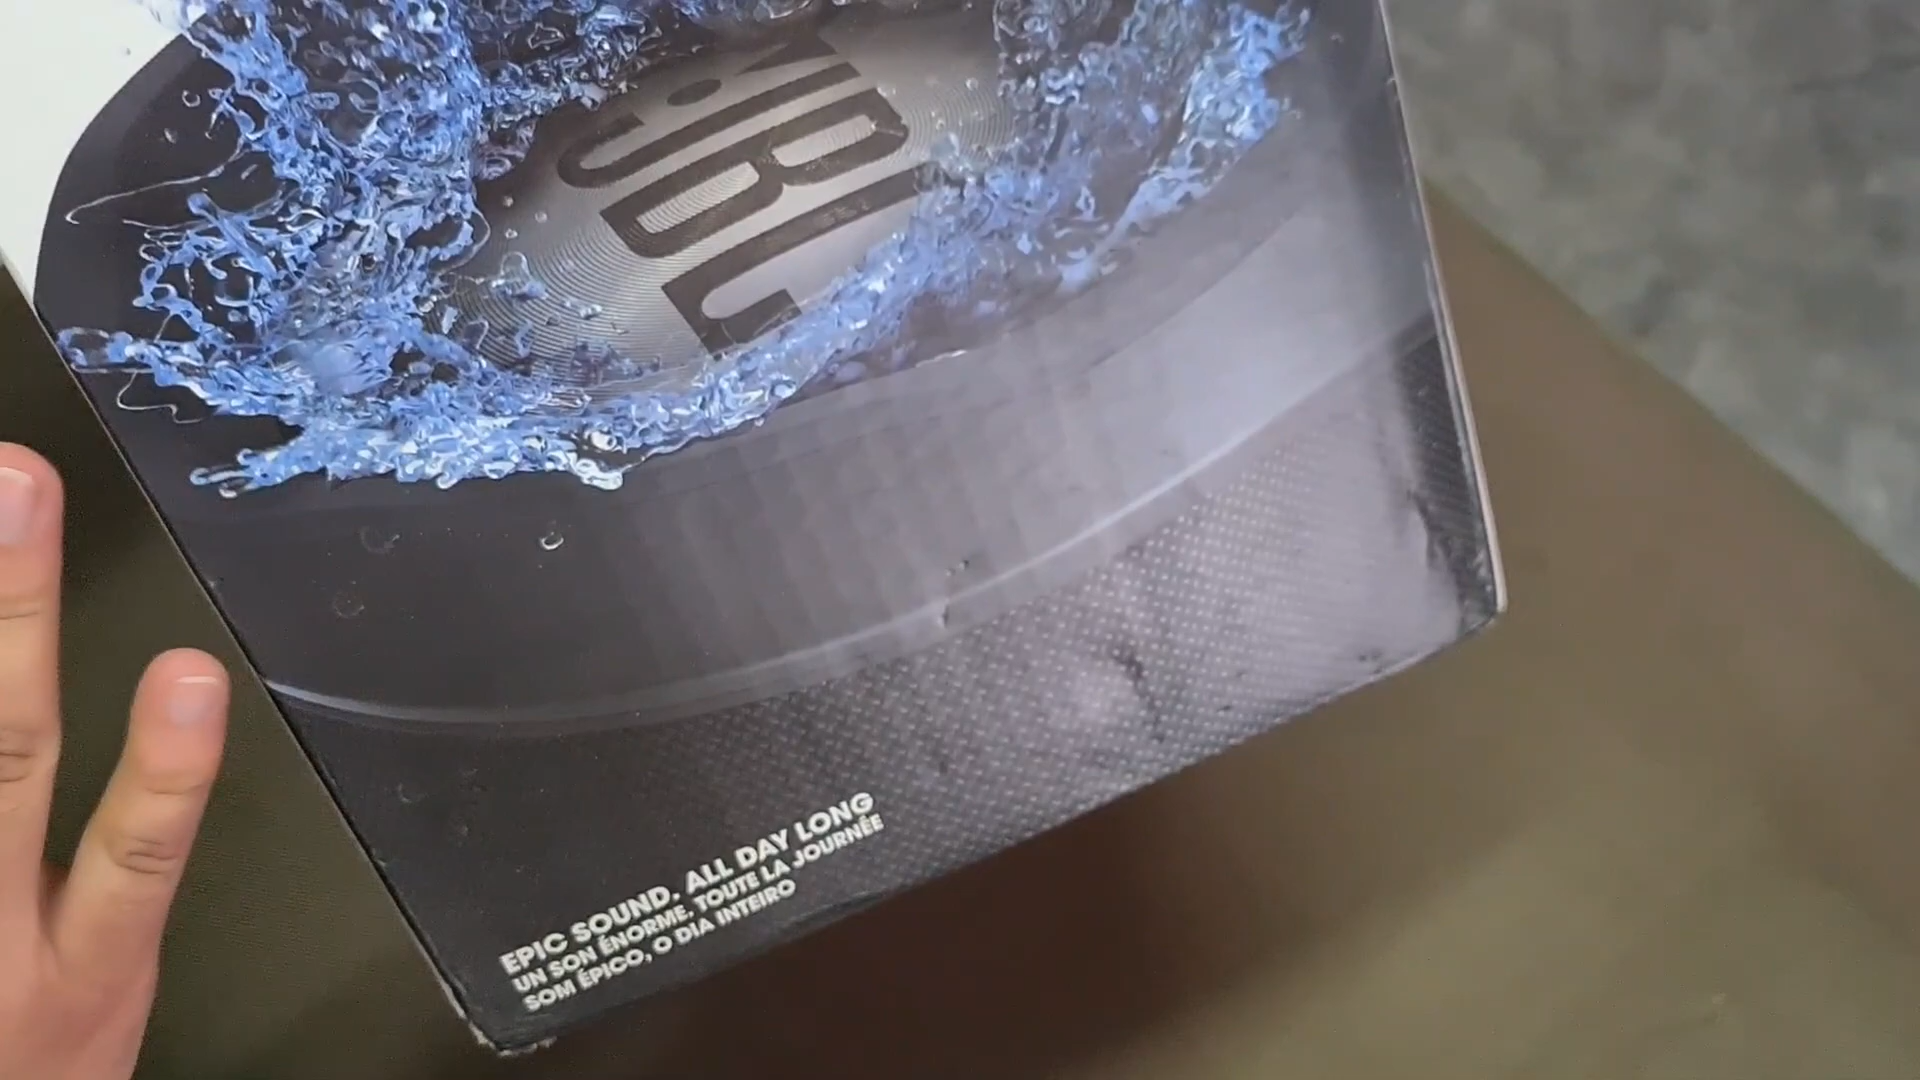 JBL
EPIC SOUND. ALL DAY LONG
UN SON ÉNORME. TOUTE LA JOURNÉE
SOM ÉPICO, O DIA INTEIRO